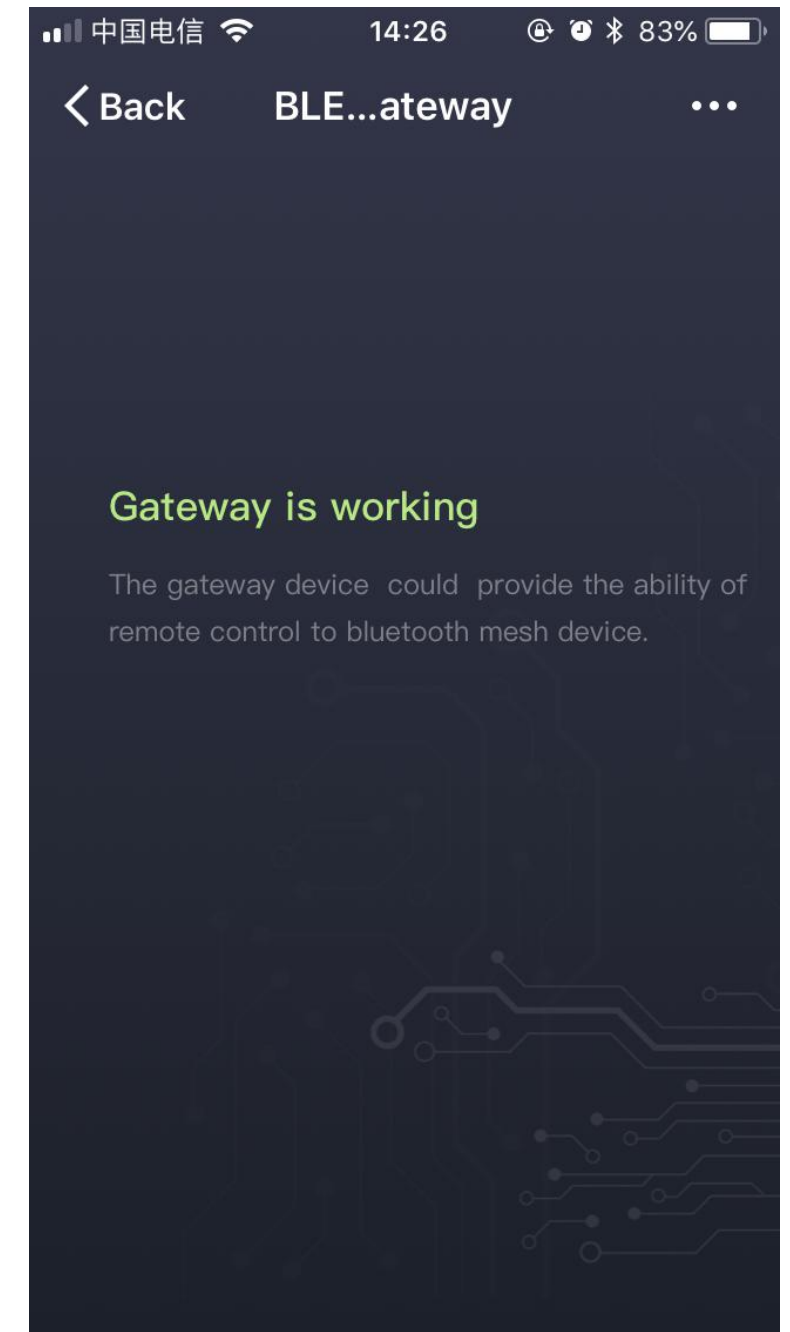 中国电信 14:26 83%
Back BLE...ateway
Gateway is working
The gateway device could provide the ability of
remote control to bluetooth mesh device.